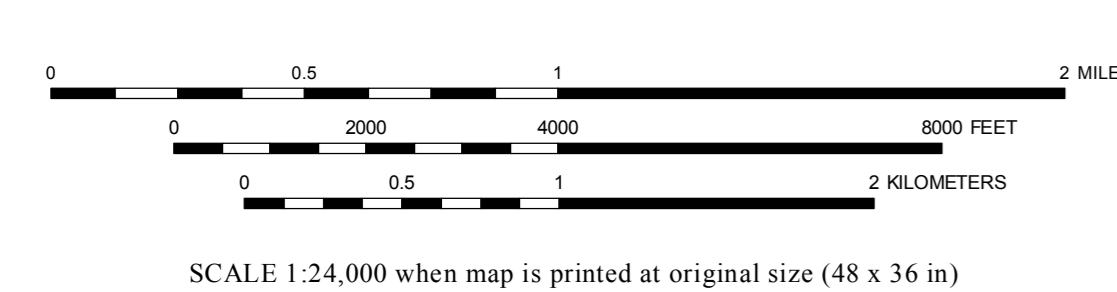 0 0.5 1 2 MILE
0 2000 4000 8000 FEET
0 0.5 1 2 KILOMETERS
SCALE 1:24,000 when map is printed at original size (48 x 36 in)